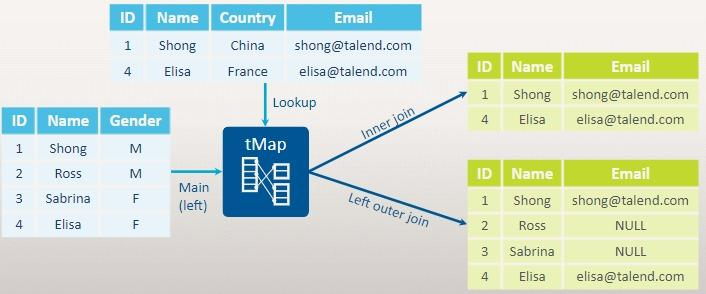 ID Name Country Email
1 Shong China shong@talend.com
4 Elisa France elisa@talend.com
Lookup
ID Name Gender
1 Shong M
2 Ross M
3 Sabrina F
4 Elisa F
Main
(left)
tMap
Inner join
Left outer join
ID Name Email
1 Shong shong@talend.com
4 Elisa elisa@talend.com
ID Name Email
1 Shong shong@talend.com
2 Ross NULL
3 Sabrina NULL
4 Elisa elisa@talend.com